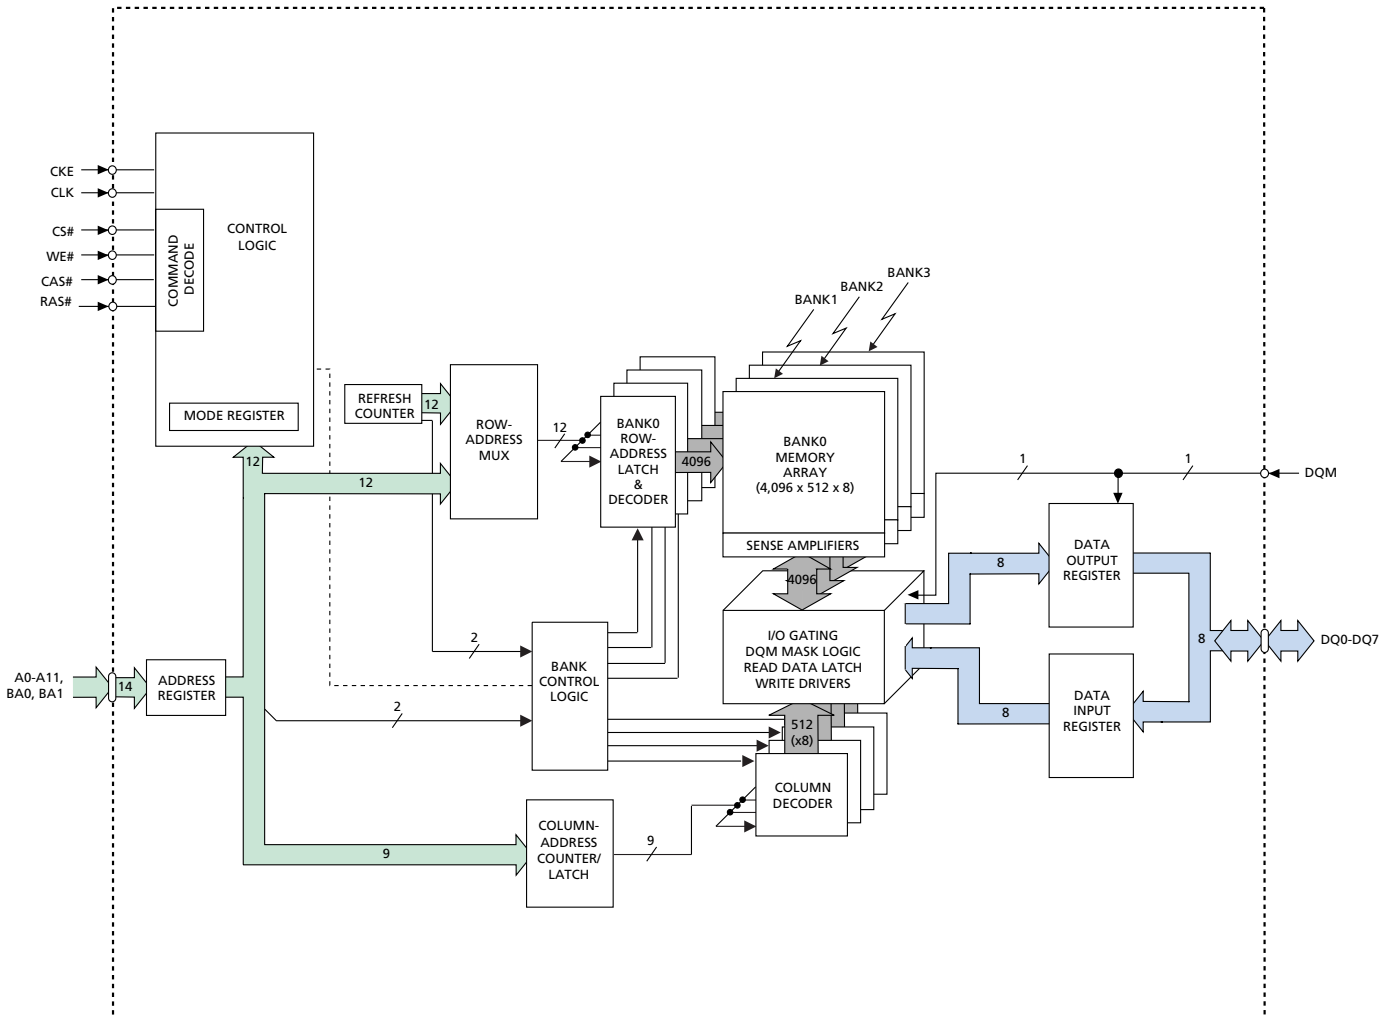 CKE
CLK
CS#
WE#
CAS#
RAS#
CONTROL
LOGIC
COMMAND
DECODE
MODE REGISTER
12
12
REFRESH
COUNTER
12
ROW-
ADDRESS
MUX
12
BANK0
ROW-
ADDRESS
LATCH
&
DECODER
4096
BANK1
BANK2
BANK3
BANK0
MEMORY
ARRAY
(4,096 x 512 x 8)
SENSE AMPLIFIERS
4096
I/O GATING
DQM MASK LOGIC
READ DATA LATCH
WRITE DRIVERS
1
1
DQM
DATA
OUTPUT
REGISTER
8
8
DQ0-DQ7
DATA
INPUT
REGISTER
8
A0-A11,
BA0, BA1
14
ADDRESS
REGISTER
2
2
BANK
CONTROL
LOGIC
512
(x8)
COLUMN
DECODER
9
COLUMN-
ADDRESS
COUNTER/
LATCH
9